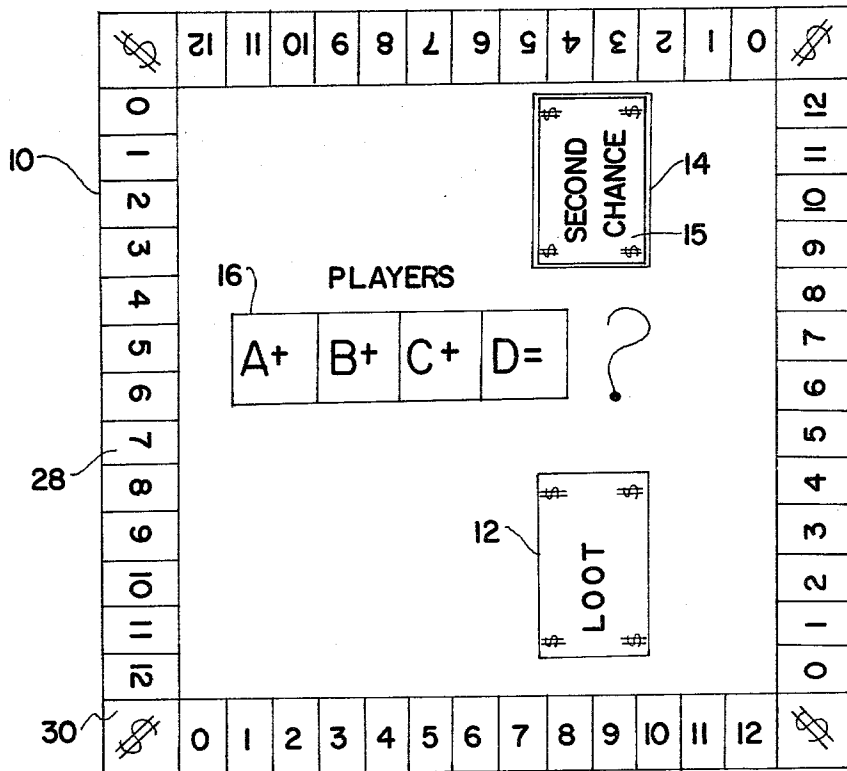 $ 12 11 10 9 8 7 6 5 4 3 2 1 0 $
0 1 2 3 4 5 6 7 8 9 10 11 12
10
28
30
$ $
SECOND
CHANCE
$ $
14
15
16
PLAYERS
A+ B+ C+ D= ?
12
$ $
LOOT
$ $
12 11 10 9 8 7 6 5 4 3 2 1 0
$ 0 1 2 3 4 5 6 7 8 9 10 11 12 $